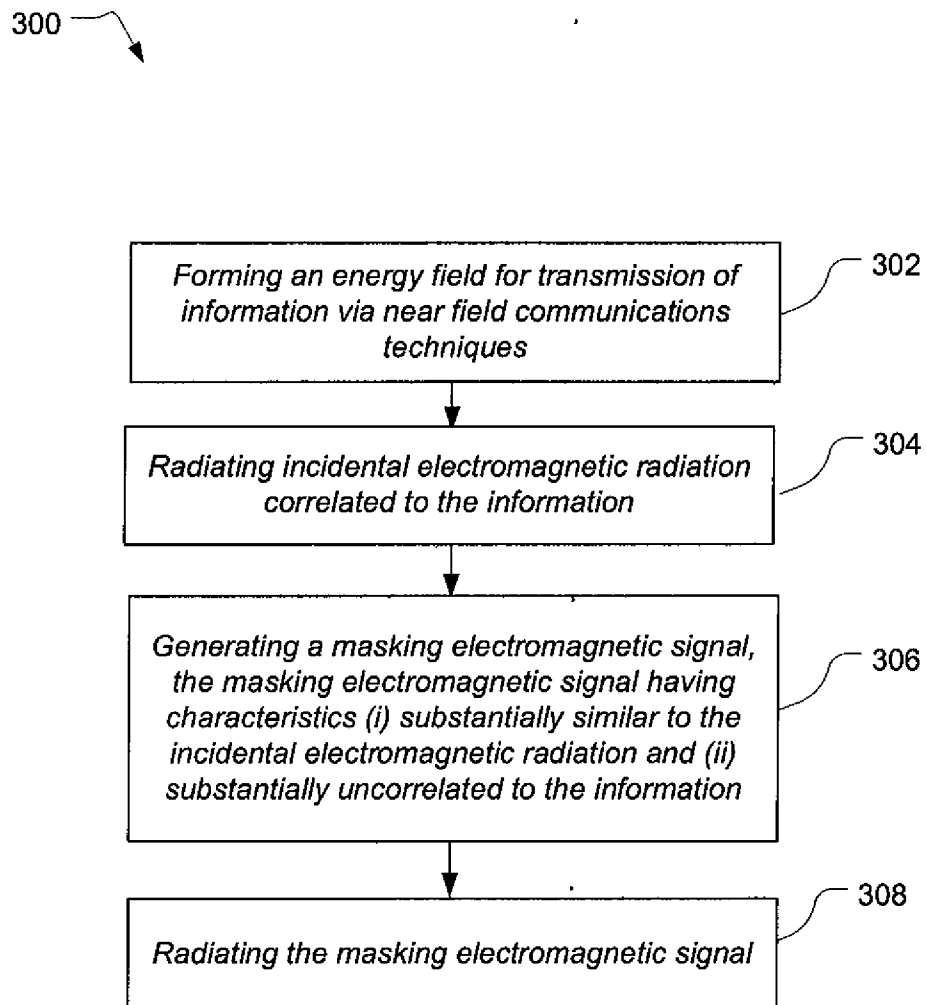 300
302
Forming an energy field for transmission of
information via near field communications
techniques
304
Radiating incidental electromagnetic radiation
correlated to the information
306
Generating a masking electromagnetic signal,
the masking electromagnetic signal having
characteristics (i) substantially similar to the
incidental electromagnetic radiation and (ii)
substantially uncorrelated to the information
308
Radiating the masking electromagnetic signal